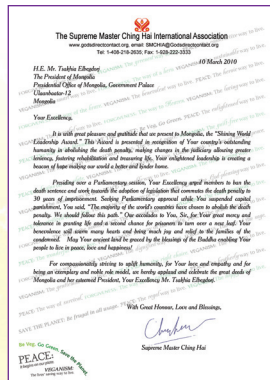 The Supreme Master Ching Hai International Association
www.godsdirectcontact.org, email: SMCHIA@Godsdirectcontact.org
Tel: 1-408-218-2635; Fax: 1-928-222-3333
10 March 2010
H.E. Mr. Tsakhia Elbegdorj
The President of Mongolia
Presidential Office of Mongolia, Government Palace
Ulaanbaatar-12
Mongolia
Your Excellency,
It is with great pleasure and gratitude that we present to Mongolia, the "Shining World
Leadership Award." This Award is presented in recognition of Your country's outstanding
humanity in abolishing the death penalty, making changes in the judiciary allowing greater
leniency, fostering rehabilitation and treasuring life. Your enlightened leadership is creating a
beacon of hope making our world a better and kinder home.
Presiding over a Parliamentary session, Your Excellency urged members to ban the
death sentence and work towards the adoption of legislation that commutes the death penalty to
30 years of imprisonment. Seeking Parliamentary approval while You suspended capital
punishment, You said, "The majority of the world's countries have chosen to abolish the death
penalty. We should follow this path." Our accolades to You, Sir, for Your great mercy and
tolerance in granting life and a second chance for prisoners to turn over a new leaf. Your
benevolence will warm many hearts and bring much joy and relief to the families of the
condemned. May Your ancient land be graced by the blessings of the Buddha enabling Your
people to live in peace, love and happiness!
For compassionately striving to uplift humanity, for Your love and empathy and for
being an exemplary and noble role model, we hereby applaud and celebrate the great deeds of
Mongolia and her esteemed President, Your Excellency Mr. Tsakhia Elbegdorj.
With Great Honour, Love and Blessings,
Supreme Master Ching Hai
Be Veg, Go Green, Save the Planet
PEACE:
it begins on our plates
VEGANISM:
The fwds' saving way to live.